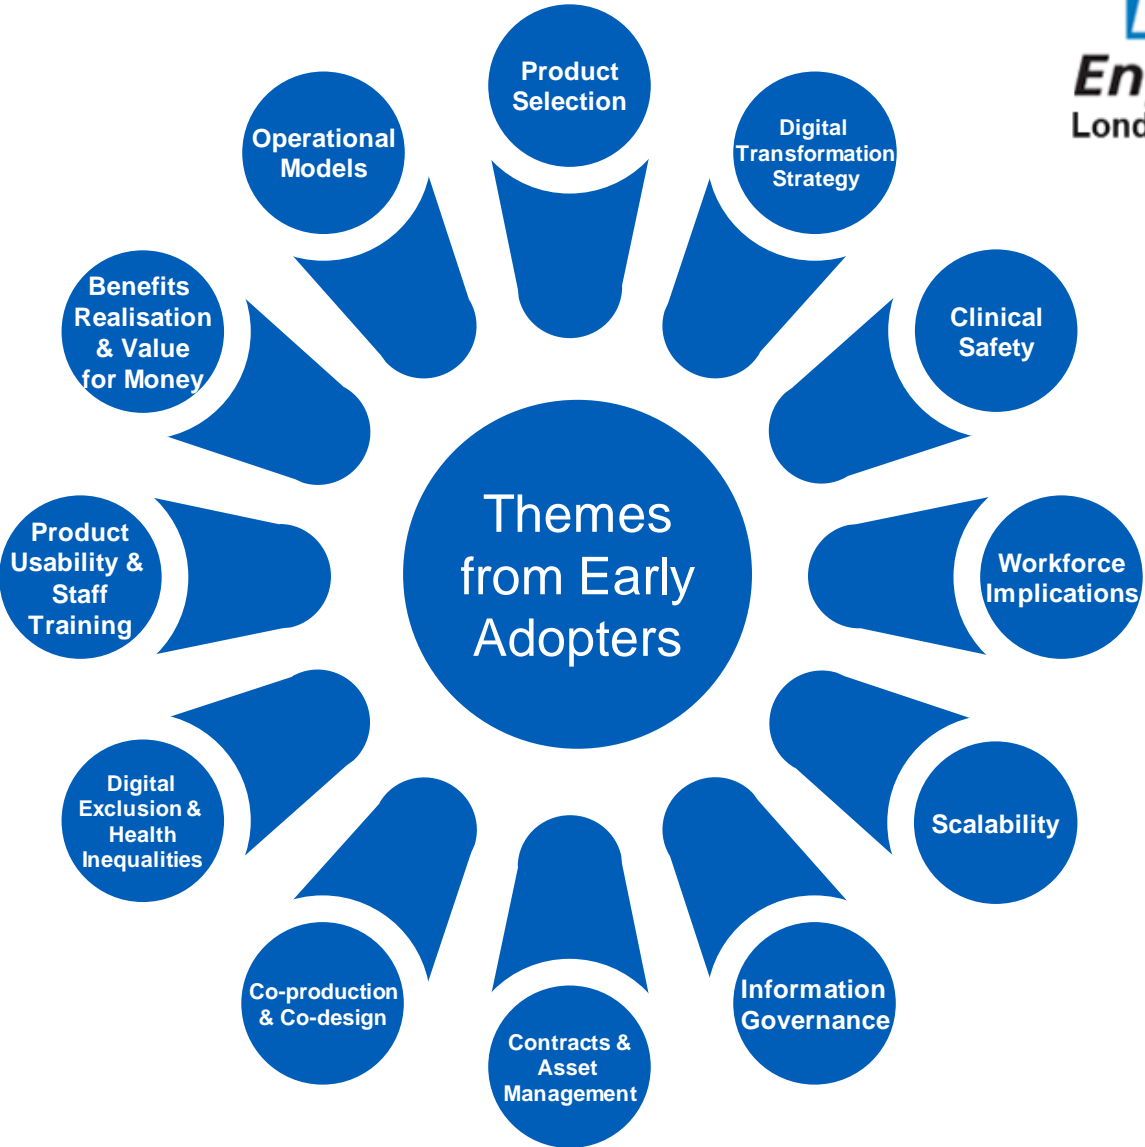 Product
Selection
Digital
Transformation
Strategy
Clinical
Safety
Workforce
Implications
Scalability
Information
Governance
Contracts &
Asset
Management
Co-production
& Co-design
Digital
Exclusion &
Health
Inequalities
Product
Usability &
Staff
Training
Benefits
Realisation
& Value
for Money
Operational
Models
Themes
from Early
Adopters
En
Lond